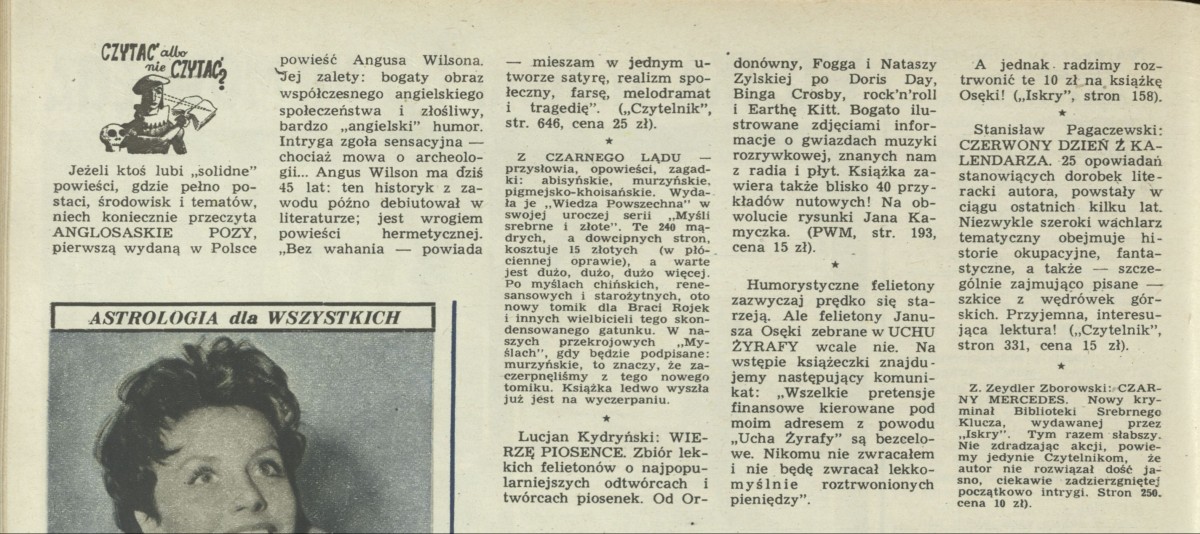 CZYTAĆ albo
nie CZYTAĆ?
Jeżeli ktoś lubi „solidne”
powieści, gdzie pełno po-
staci, środowisk i tematów,
niech koniecznie przeczyta
ANGLOSASKIE POZY,
pierwszą wydaną w Polsce
powieść Angusa Wilsona.
Jej zalety: bogaty obraz
współczesnego angielskiego
społeczeństwa i złośliwy,
bardzo „angielski” humor.
Intryga zgoła sensacyjna —
chociaż mowa o archeolo-
gii... Angus Wilson ma dziś
45 lat: ten historyk z za-
wodu późno debiutował w
literaturze; jest wrogiem
powieści hermetycznej.
„Bez wahania — powiada
— mieszam w jednym u-
tworze satyrę, realizm spo-
łeczny, farsę, melodramat
i tragedię”. („Czytelnik”,
str. 646, cena 25 zł).
★
Z CZARNEGO LĄDU —
przysłowia, opowieści, zagad-
ki: abisyńskie, murzyńskie,
pigmejsko-khoisańskie. Wyda-
ła je „Wiedza Powszechna” w
swojej uroczej serii „Myśli
srebrne i złote”. Te 240 mą-
drych, a dowcipnych stron,
kosztuje 15 złotych (w płó-
ciennej oprawie), a warte
jest dużo, dużo, dużo więcej.
Po myślach chińskich, rene-
sansowych i starożytnych, oto
nowy tomik dla Braci Rojek
i innych wielbicieli tego skon-
densowanego gatunku. W na-
szych przekrojowych „My-
ślach”, gdy będzie podpisane:
murzyńskie, to znaczy, że za-
czerpnęliśmy z tego nowego
tomiku. Książka ledwo wyszła
już jest na wyczerpaniu.
★
Lucjan Kydryński: WIE-
RZĘ PIOSENCE. Zbiór lek-
kich felietonów o najpopu-
larniejszych odtwórcach i
twórcach piosenek. Od Or-
donówny, Fogga i Nataszy
Zylskiej po Doris Day,
Binga Crosby, rock'n'roll
i Earthę Kitt. Bogato ilu-
strowane zdjęciami infor-
macje o gwiazdach muzyki
rozrywkowej, znanych nam
z radia i płyt. Książka za-
wiera także blisko 40 przy-
kładów nutowych! Na ob-
wolucie rysunki Jana Ka-
myczka. (PWM, str. 193,
cena 15 zł).
★
Humorystyczne felietony
zazwyczaj prędko się sta-
rzeją. Ale felietony Janu-
sza Osęki zebrane w UCHU
ŻYRAFY wcale nie. Na
wstępie książeczki znajdu-
jemy następujący komuni-
kat: „Wszelkie pretensje
finansowe kierowane pod
moim adresem z powodu
„Ucha Żyrafy” są bezcelo-
we. Nikomu nie zwracałem
i nie będę zwracał lekko-
myślnie roztrwonionych
pieniędzy”.
A jednak radzimy roz-
trwonić te 10 zł na książkę
Osęki! („Iskry”, stron 158).
★
Stanisław Pagaczewski:
CZERWONY DZIEŃ Z KA-
LENDARZA. 25 opowiadań
stanowiących dorobek lite-
racki autora, powstały w
ciągu ostatnich kilku lat.
Niezwykle szeroki wachlarz
tematyczny obejmuje hi-
storie okupacyjne, fanta-
styczne, a także — szcze-
gólnie zajmująco pisane —
szkice z wędrówek gór-
skich. Przyjemna, interesu-
jąca lektura! („Czytelnik”,
stron 331, cena 15 zł).
★
Z. Zeydler Zborowski: CZAR-
NY MERCEDES. Nowy kry-
minał Biblioteki Srebrnego
Klucza, wydawanej przez
„Iskry”. Tym razem słabszy.
Nie zdradzając akcji, powie-
my jedynie Czytelnikom, że
autor nie rozwiązał dość ja-
sno, ciekawie zadzierzgniętej
początkowo intrygi. Stron 250.
cena 10 zł).
ASTROLOGIA dla WSZYSTKICH